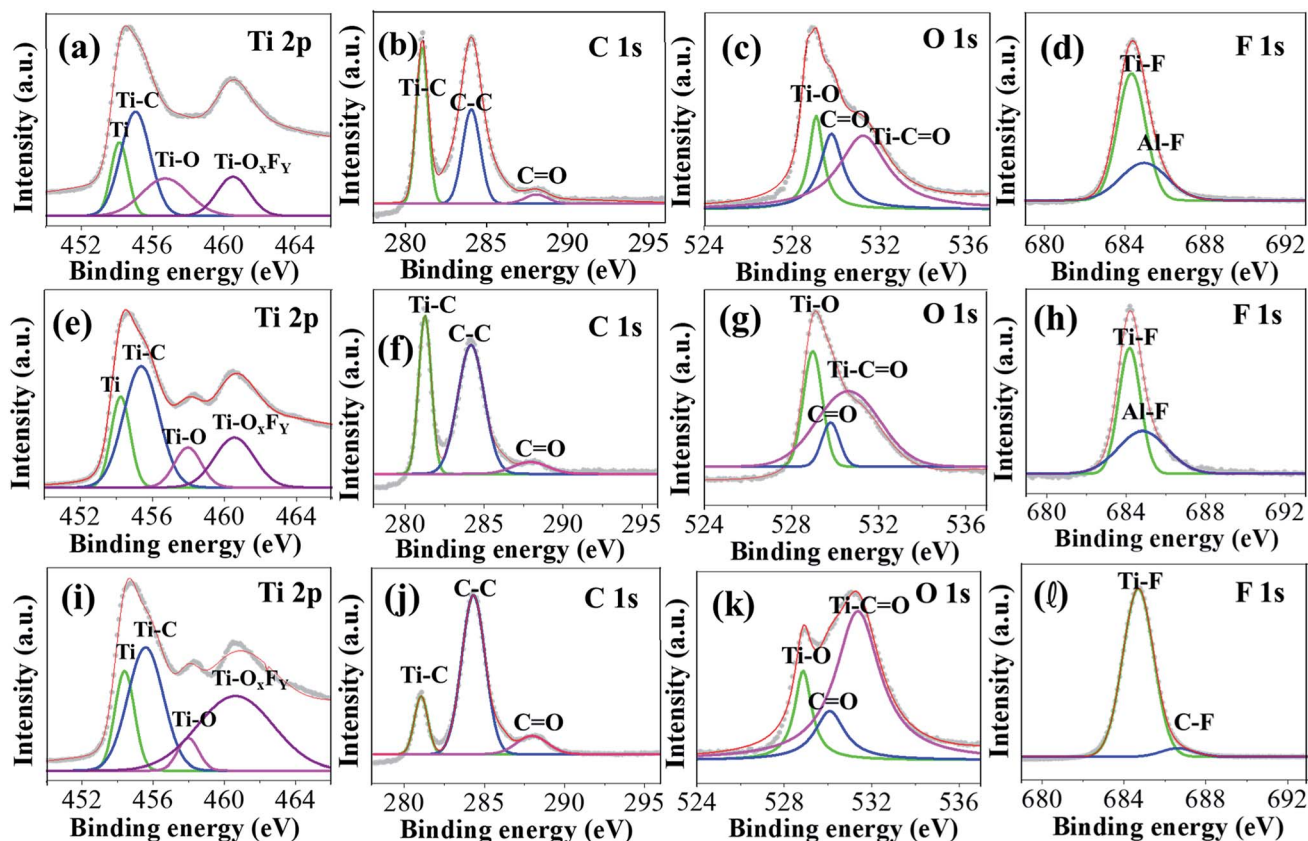 (a) Ti 2p
Ti-C
Ti
Ti-O
Ti-OxFY
Intensity (a.u.)
452 456 460 464
Binding energy (eV)
(b) C 1s
Ti-C
C-C
C=O
Intensity (a.u.)
280 285 290 295
Binding energy (eV)
(c) O 1s
Ti-O
C=O
Ti-C=O
Intensity (a.u.)
524 528 532 536
Binding energy (eV)
(d) F 1s
Ti-F
Al-F
Intensity (a.u.)
680 684 688 692
Binding energy (eV)
(e) Ti 2p
Ti-C
Ti
Ti-O
Ti-OxFY
Intensity (a.u.)
452 456 460 464
Binding energy (eV)
(f) C 1s
Ti-C
C-C
C=O
Intensity (a.u.)
280 285 290 295
Binding energy (eV)
(g) O 1s
Ti-O
Ti-C=O
C=O
Intensity (a.u.)
524 528 532 536
Binding energy (eV)
(h) F 1s
Ti-F
Al-F
Intensity (a.u.)
680 684 688 692
Binding energy (eV)
(i) Ti 2p
Ti-C
Ti
Ti-O
Ti-OxFY
Intensity (a.u.)
452 456 460 464
Binding energy (eV)
(j) C 1s
C-C
Ti-C
C=O
Intensity (a.u.)
280 285 290 295
Binding energy (eV)
(k) O 1s
Ti-C=O
Ti-O
C=O
Intensity (a.u.)
524 528 532 536
Binding energy (eV)
(ℓ) F 1s
Ti-F
C-F
Intensity (a.u.)
680 684 688 692
Binding energy (eV)